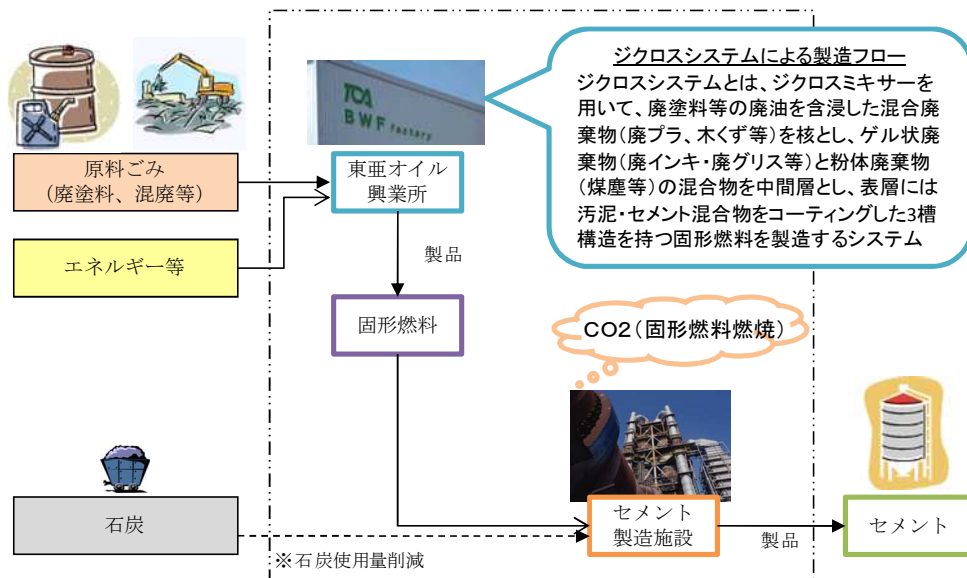 ジクロスシステムによる製造フロー
ジクロスシステムとは、ジクロスミキサーを
用いて、廃塗料等の廃油を含浸した混合廃
棄物(廃プラ、木くず等)を核とし、ゲル状廃
棄物(廃インキ・廃グリス等)と粉体廃棄物
(煤塵等)の混合物を中間層とし、表層には
汚泥・セメント混合物をコーティングした3槽
構造を持つ固形燃料を製造するシステム
TOA
BWF factory
原料ごみ
(廃塗料、混廃等)
東亜オイル
興業所
エネルギー等
製品
固形燃料
CO2(固形燃料燃焼)
石炭
セメント
製造施設
製品
セメント
※石炭使用量削減